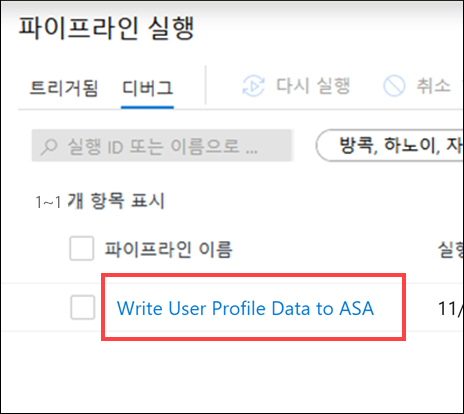 파이프라인 실행
트리거됨 디버그 다시 실행 취소
실행 ID 또는 이름으로 ... 방콕, 하노이, 자
1~1 개 항목 표시
파이프라인 이름 실행
Write User Profile Data to ASA 11/